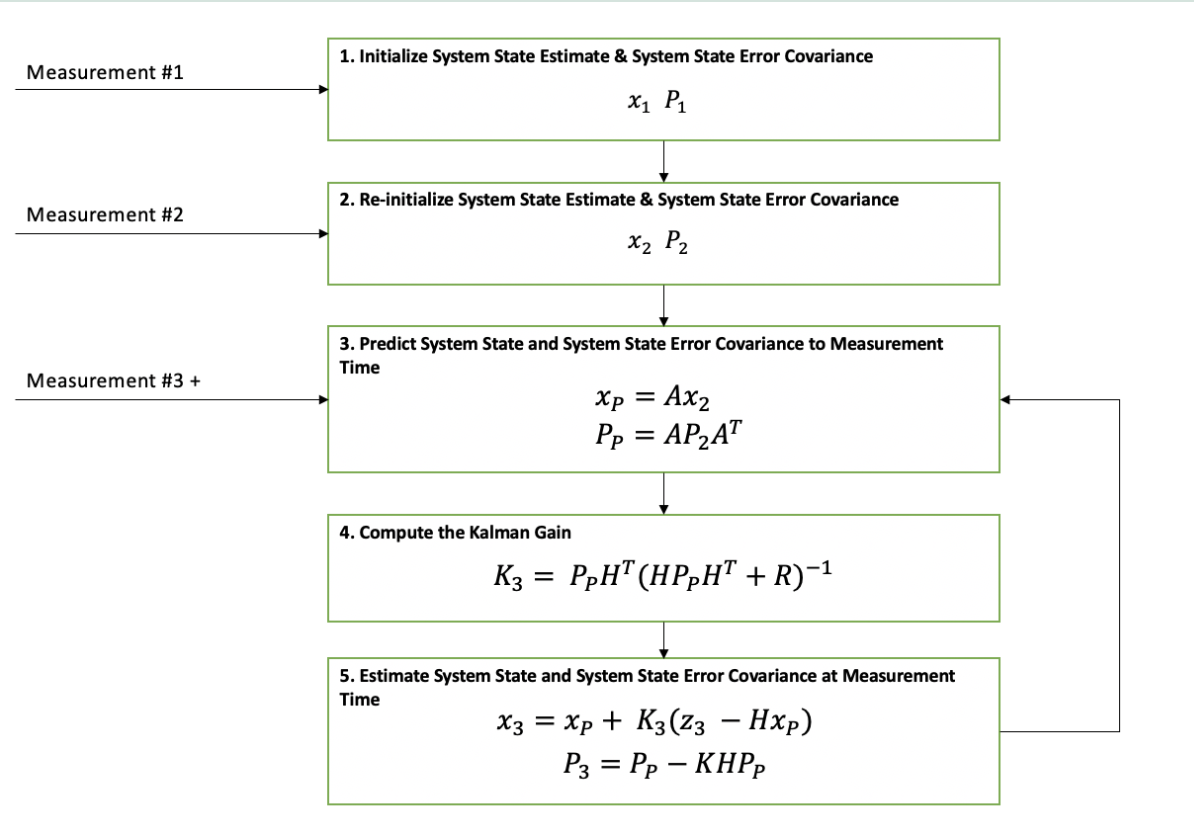 Measurement #1
1. Initialize System State Estimate & System State Error Covariance
x₁ P₁
Measurement #2
2. Re-initialize System State Estimate & System State Error Covariance
x₂ P₂
Measurement #3 +
3. Predict System State and System State Error Covariance to Measurement
Time
x_P = Ax₂
P_P = AP₂Aᵀ
4. Compute the Kalman Gain
K₃ = P_PHᵀ(HP_PHᵀ + R)⁻¹
5. Estimate System State and System State Error Covariance at Measurement
Time
x₃ = x_P + K₃(z₃ − Hx_P)
P₃ = P_P − KHP_P